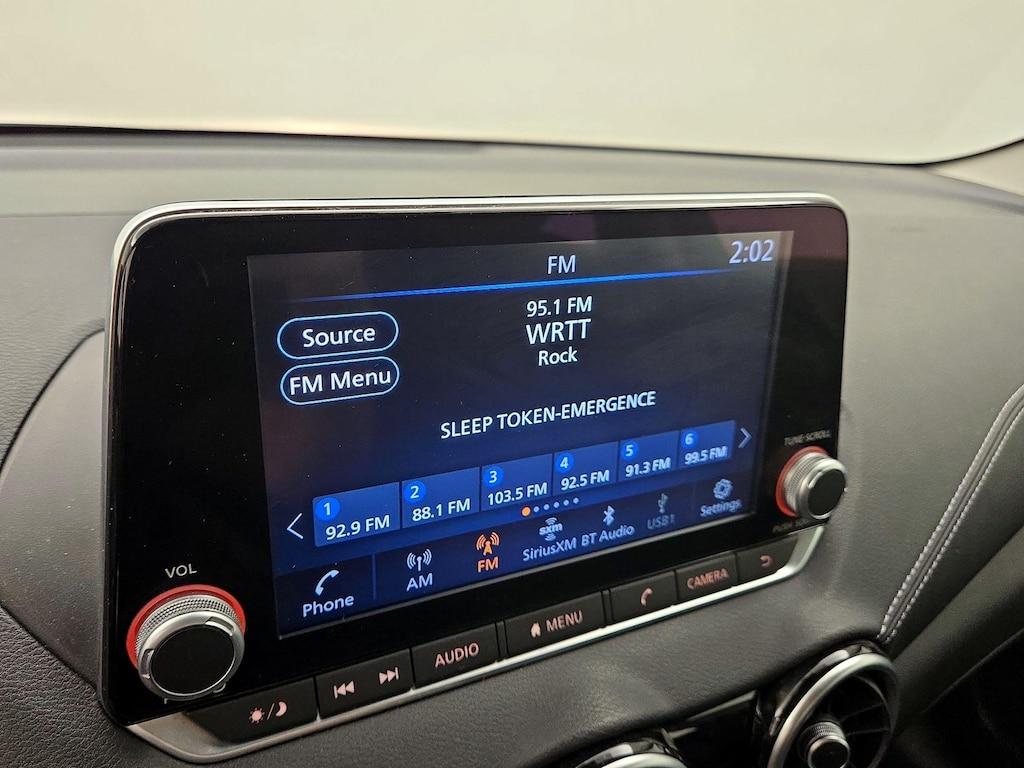 FM
2:02
Source
FM Menu
95.1 FM
WRTT
Rock
SLEEP TOKEN-EMERGENCE
1 92.9 FM
2 88.1 FM
3 103.5 FM
4 92.5 FM
5 91.3 FM
6 99.5 FM
Phone
AM
FM
sxm
SiriusXM
BT Audio
USB1
Settings
VOL
TUNE·SCROLL
AUDIO
MENU
CAMERA